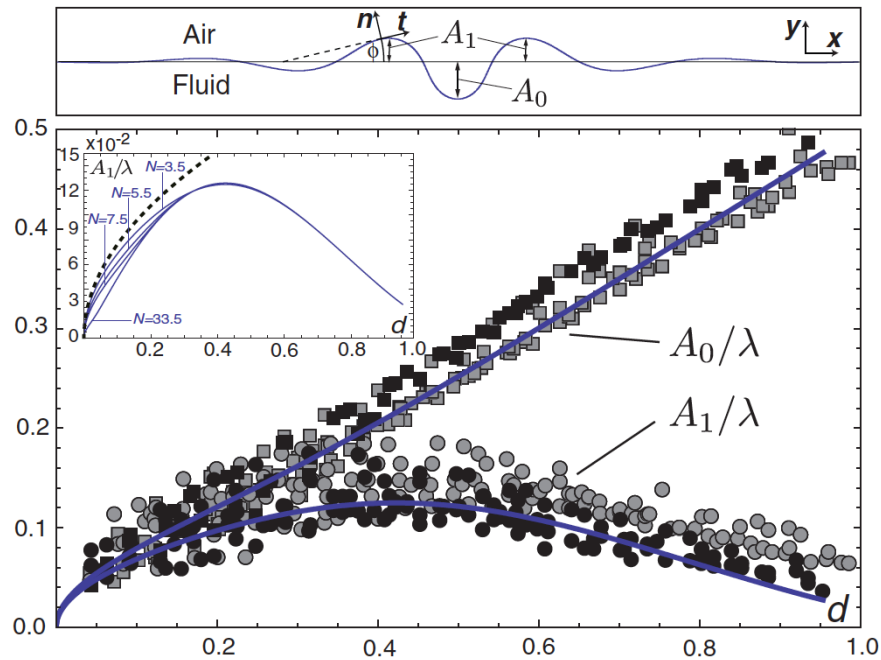 Air
Fluid
n
t
ϕ
A₁
A₀
y
x
0.5
0.4
0.3
0.2
0.1
0.0
x10⁻²
15
12
9
6
3
0
A₁/λ
N=3.5
N=5.5
N=7.5
N=33.5
0.2
0.4
0.6
0.8
1.0
d
A₀/λ
A₁/λ
d
0.2
0.4
0.6
0.8
1.0